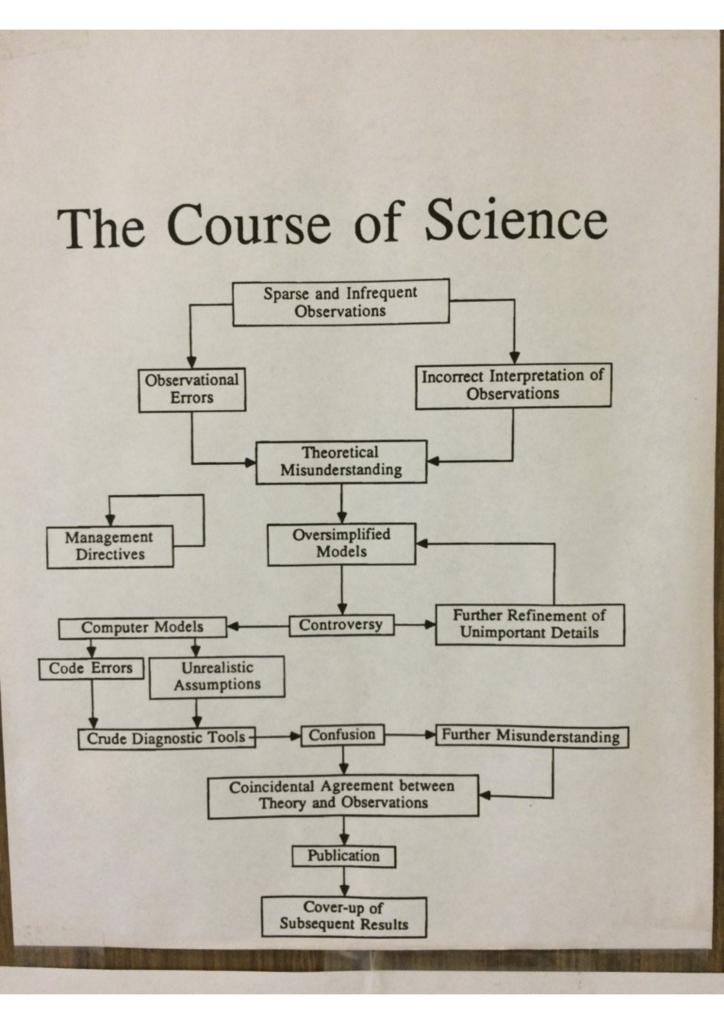 The Course of Science
Sparse and Infrequent
Observations
Observational
Errors
Incorrect Interpretation of
Observations
Theoretical
Misunderstanding
Management
Directives
Oversimplified
Models
Computer Models
Controversy
Further Refinement of
Unimportant Details
Code Errors
Unrealistic
Assumptions
Crude Diagnostic Tools
Confusion
Further Misunderstanding
Coincidental Agreement between
Theory and Observations
Publication
Cover-up of
Subsequent Results